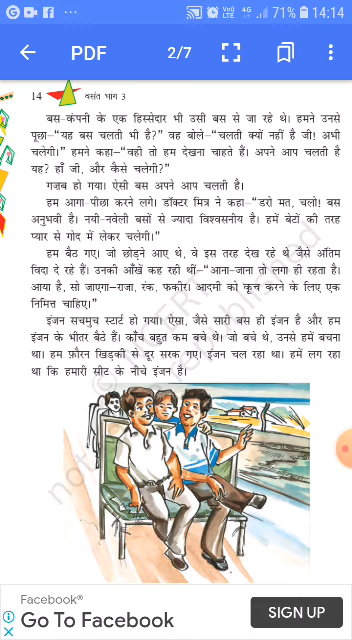 71% 14:14
PDF 2/7
14 वसंत भाग 3
बस-कंपनी के एक हिस्सेदार भी उसी बस से जा रहे थे। हमने उनसे
पूछा–“यह बस चलती भी है?” वह बोले–“चलती क्यों नहीं है जी! अभी
चलेगी।” हमने कहा–“वही तो हम देखना चाहते हैं। अपने आप चलती है
यह? हाँ जी, और कैसे चलेगी?”
गज़ब हो गया। ऐसी बस अपने आप चलती है।
हम आगा-पीछा करने लगे। डॉक्टर मित्र ने कहा–“डरो मत, चलो! बस
अनुभवी है। नयी-नवेली बसों से ज्यादा विश्वसनीय है। हमें बेटों की तरह
प्यार से गोद में लेकर चलेगी।”
हम बैठ गए। जो छोड़ने आए थे, वे इस तरह देख रहे थे जैसे अंतिम
विदा दे रहे हैं। उनकी आँखें कह रही थीं–“आना-जाना तो लगा ही रहता है।
आया है, सो जाएगा–राजा, रंक, फकीर। आदमी को कूच करने के लिए एक
निमित्त चाहिए।”
इंजन सचमुच स्टार्ट हो गया। ऐसा, जैसे सारी बस ही इंजन है और हम
इंजन के भीतर बैठे हैं। काँच बहुत कम बचे थे। जो बचे थे, उनसे हमें बचना
था। हम फ़ौरन खिड़की से दूर सरक गए। इंजन चल रहा था। हमें लग रहा
था कि हमारी सीट के नीचे इंजन है।
Facebook®
Go To Facebook
SIGN UP